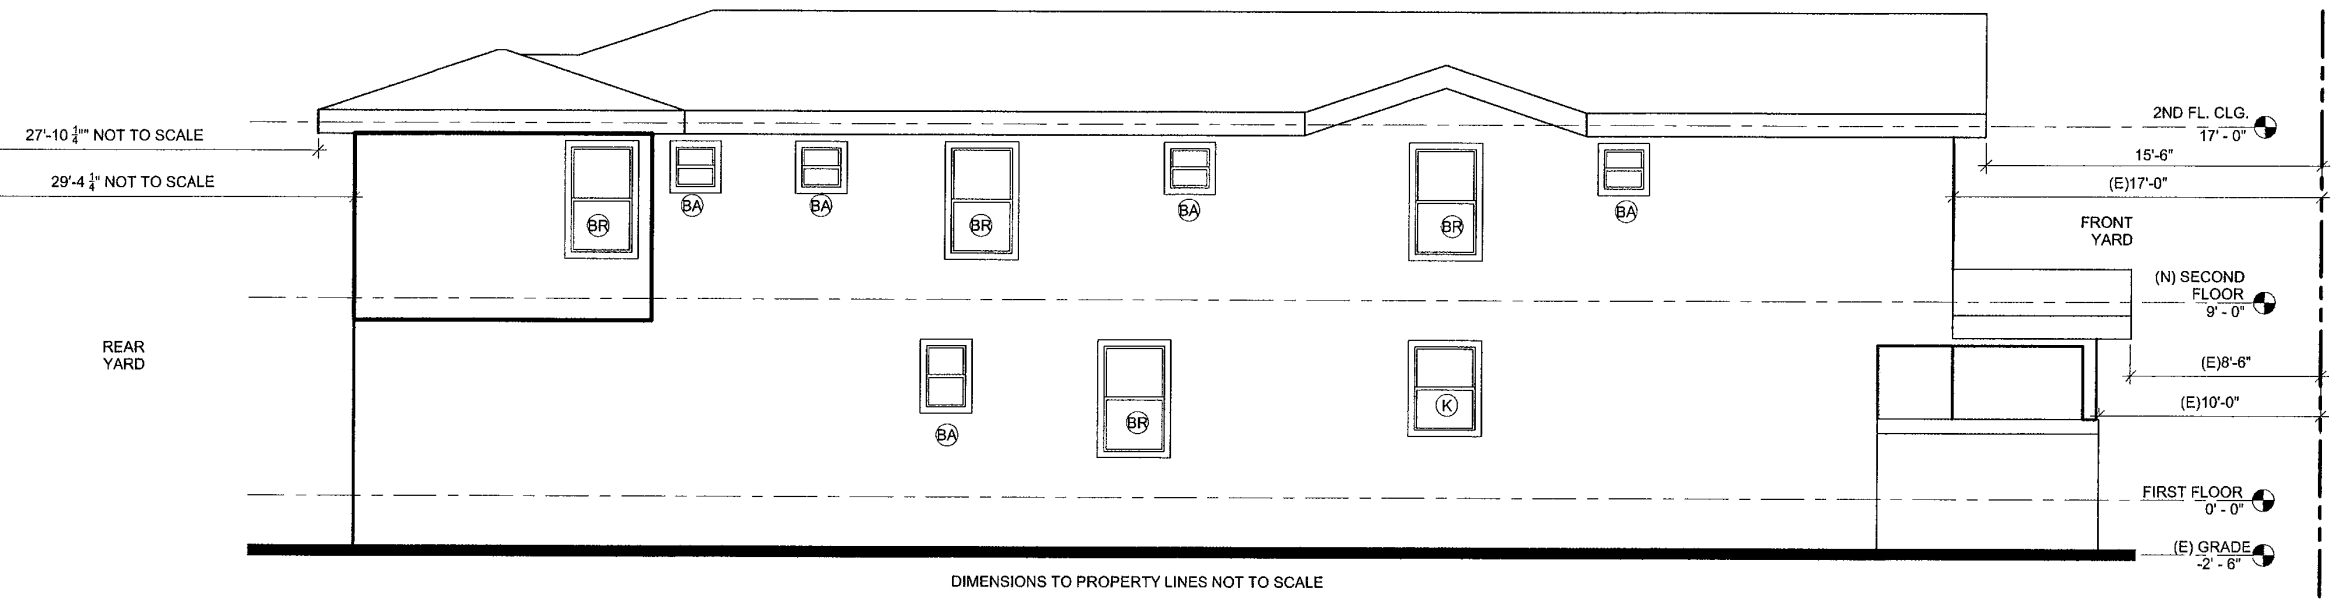 27'-10 1/4"" NOT TO SCALE
29'-4 1/4" NOT TO SCALE
REAR
YARD
BR
BA
BA
BR
BA
BR
BA
BA
BR
K
2ND FL. CLG.
17' - 0"
15'-6"
(E)17'-0"
FRONT
YARD
(N) SECOND
FLOOR
9' - 0"
(E)8'-6"
(E)10'-0"
FIRST FLOOR
0' - 0"
(E) GRADE
-2' - 6"
DIMENSIONS TO PROPERTY LINES NOT TO SCALE